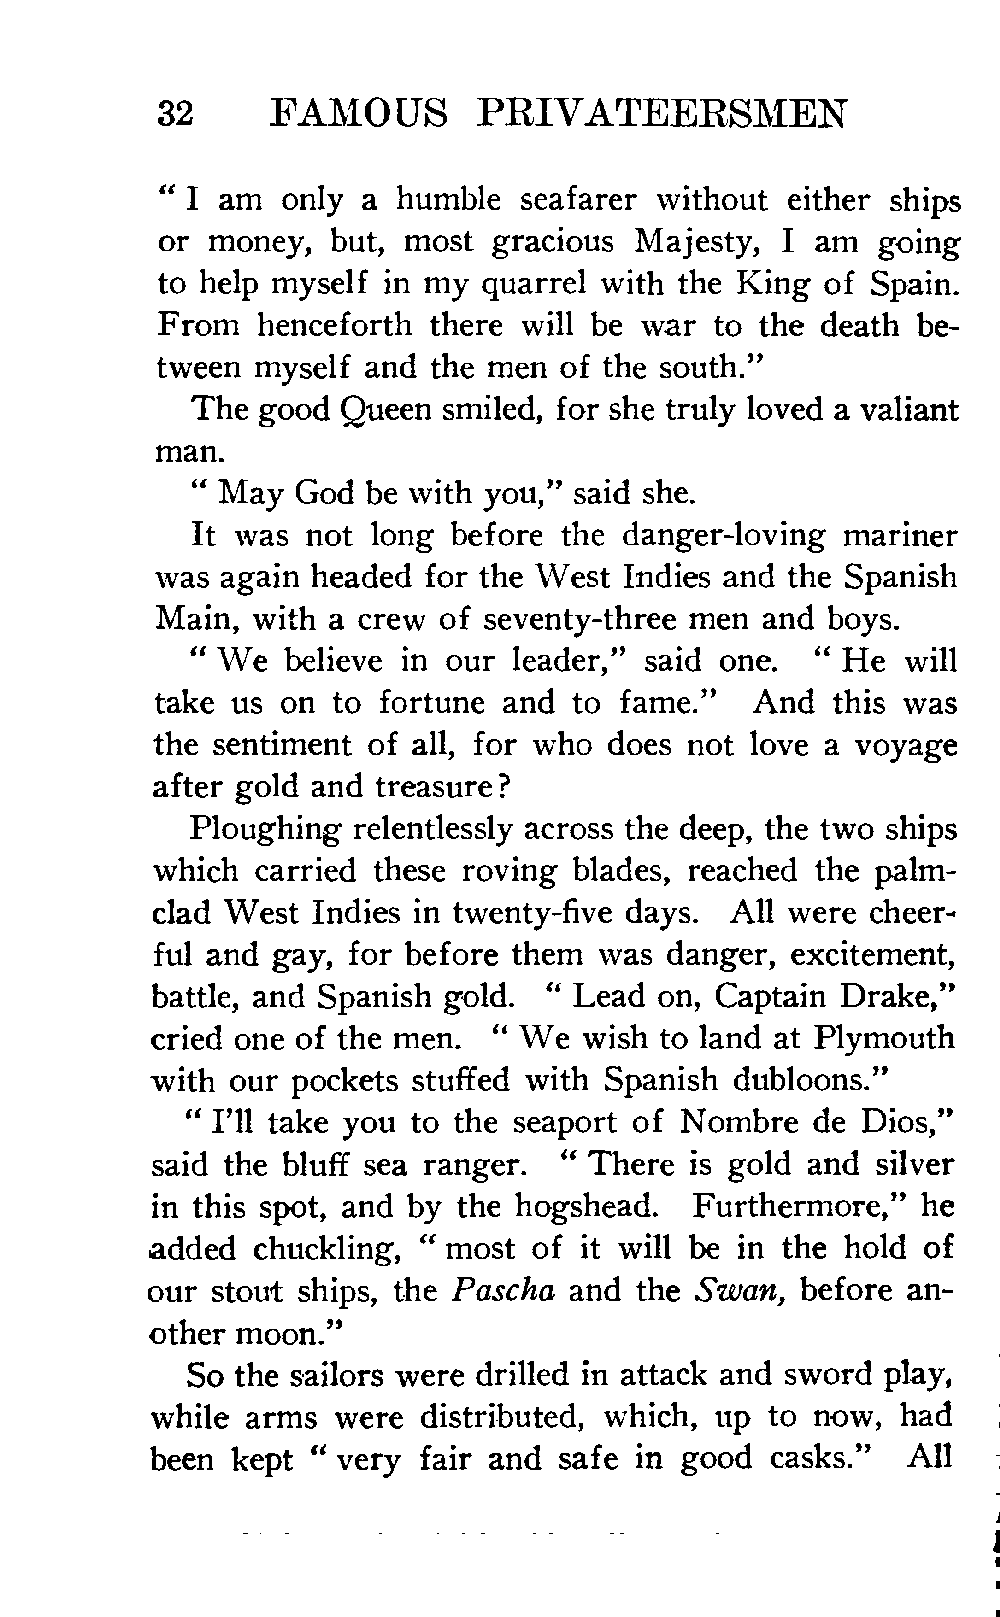 32 FAMOUS PRIVATEERSMEN
“ I am only a humble seafarer without either ships
or money, but, most gracious Majesty, I am going
to help myself in my quarrel with the King of Spain.
From henceforth there will be war to the death be-
tween myself and the men of the south.”
The good Queen smiled, for she truly loved a valiant
man.
“ May God be with you,” said she.
It was not long before the danger-loving mariner
was again headed for the West Indies and the Spanish
Main, with a crew of seventy-three men and boys.
“ We believe in our leader,” said one. “ He will
take us on to fortune and to fame.” And this was
the sentiment of all, for who does not love a voyage
after gold and treasure?
Ploughing relentlessly across the deep, the two ships
which carried these roving blades, reached the palm-
clad West Indies in twenty-five days. All were cheer-
ful and gay, for before them was danger, excitement,
battle, and Spanish gold. “ Lead on, Captain Drake,”
cried one of the men. “ We wish to land at Plymouth
with our pockets stuffed with Spanish dubloons.”
“ I’ll take you to the seaport of Nombre de Dios,”
said the bluff sea ranger. “ There is gold and silver
in this spot, and by the hogshead. Furthermore,” he
added chuckling, “ most of it will be in the hold of
our stout ships, the Pascha and the Swan, before an-
other moon.”
So the sailors were drilled in attack and sword play,
while arms were distributed, which, up to now, had
been kept “ very fair and safe in good casks.” All